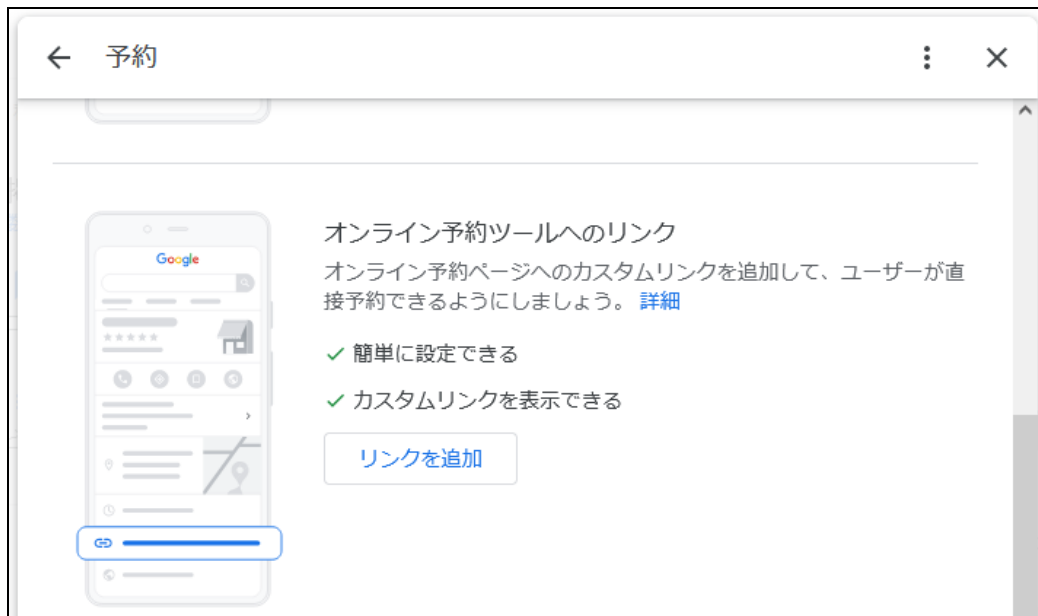 予約
Google
オンライン予約ツールへのリンク
オンライン予約ページへのカスタムリンクを追加して、ユーザーが直
接予約できるようにしましょう。 詳細
簡単に設定できる
カスタムリンクを表示できる
リンクを追加